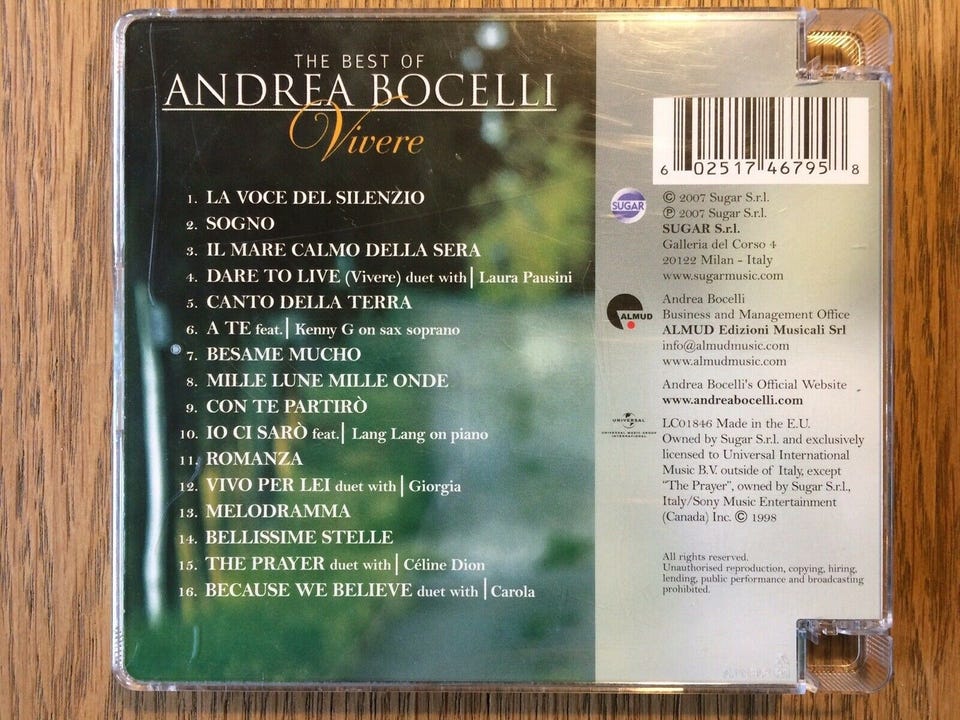 THE BEST OF
ANDREA BOCELLI
Vivere
1. LA VOCE DEL SILENZIO
2. SOGNO
3. IL MARE CALMO DELLA SERA
4. DARE TO LIVE (Vivere) duet with | Laura Pausini
5. CANTO DELLA TERRA
6. A TE feat. | Kenny G on sax soprano
7. BESAME MUCHO
8. MILLE LUNE MILLE ONDE
9. CON TE PARTIRÒ
10. IO CI SARÒ feat. | Lang Lang on piano
11. ROMANZA
12. VIVO PER LEI duet with | Giorgia
13. MELODRAMMA
14. BELLISSIME STELLE
15. THE PRAYER duet with | Céline Dion
16. BECAUSE WE BELIEVE duet with | Carola
6 02517 46795 8
SUGAR
© 2007 Sugar S.r.l.
℗ 2007 Sugar S.r.l.
SUGAR S.r.l.
Galleria del Corso 4
20122 Milan - Italy
www.sugarmusic.com
ALMUD
Andrea Bocelli
Business and Management Office
ALMUD Edizioni Musicali Srl
info@almudmusic.com
www.almudmusic.com
Andrea Bocelli's Official Website
www.andreabocelli.com
UNIVERSAL
UNIVERSAL MUSIC GROUP
INTERNATIONAL
LC01846 Made in the E.U.
Owned by Sugar S.r.l. and exclusively
licensed to Universal International
Music B.V. outside of Italy, except
"The Prayer", owned by Sugar S.r.l.,
Italy/Sony Music Entertainment
(Canada) Inc. © 1998
All rights reserved.
Unauthorised reproduction, copying, hiring,
lending, public performance and broadcasting
prohibited.